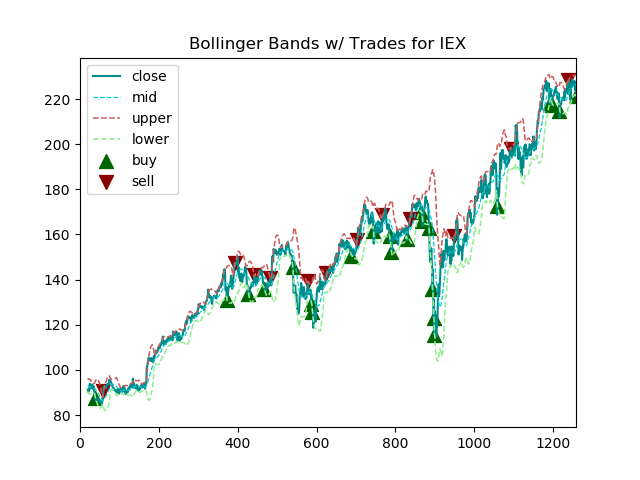 Bollinger Bands w/ Trades for IEX
close
mid
upper
lower
buy
sell
220
200
180
160
140
120
100
80
0 200 400 600 800 1000 1200